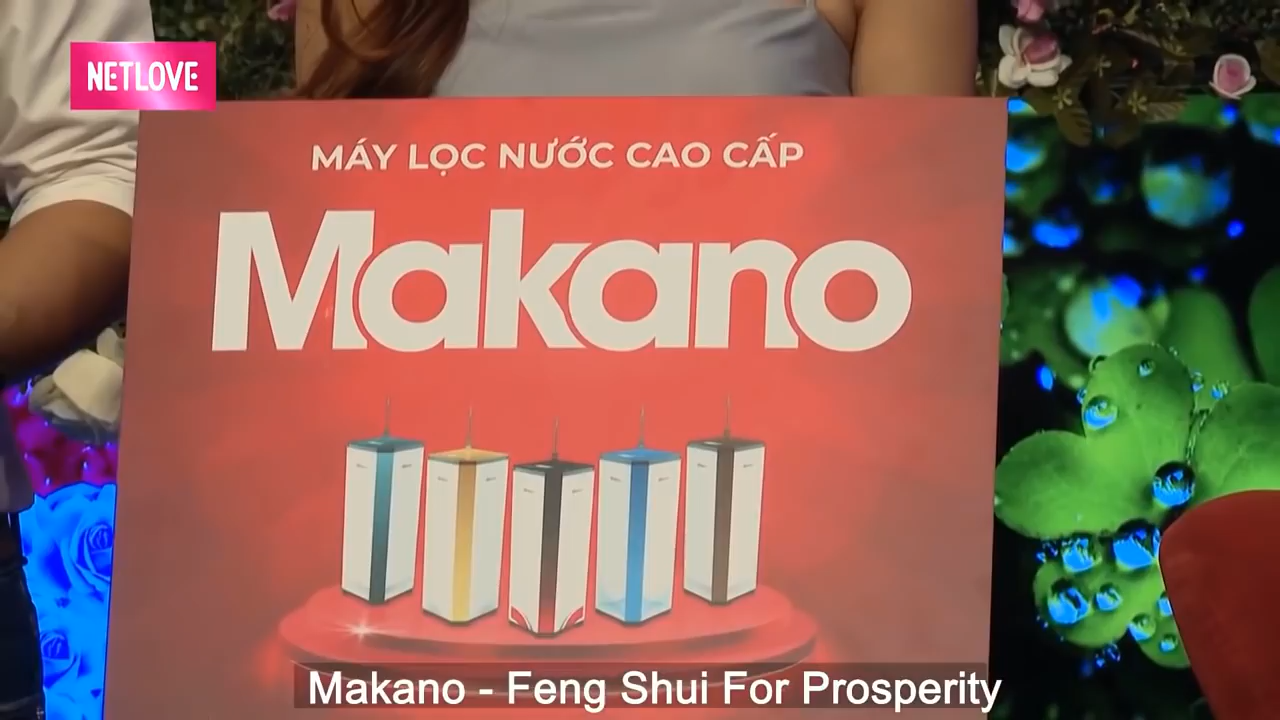 NETLOVE
MÁY LỌC NƯỚC CAO CẤP
Makano
Makano - Feng Shui For Prosperity